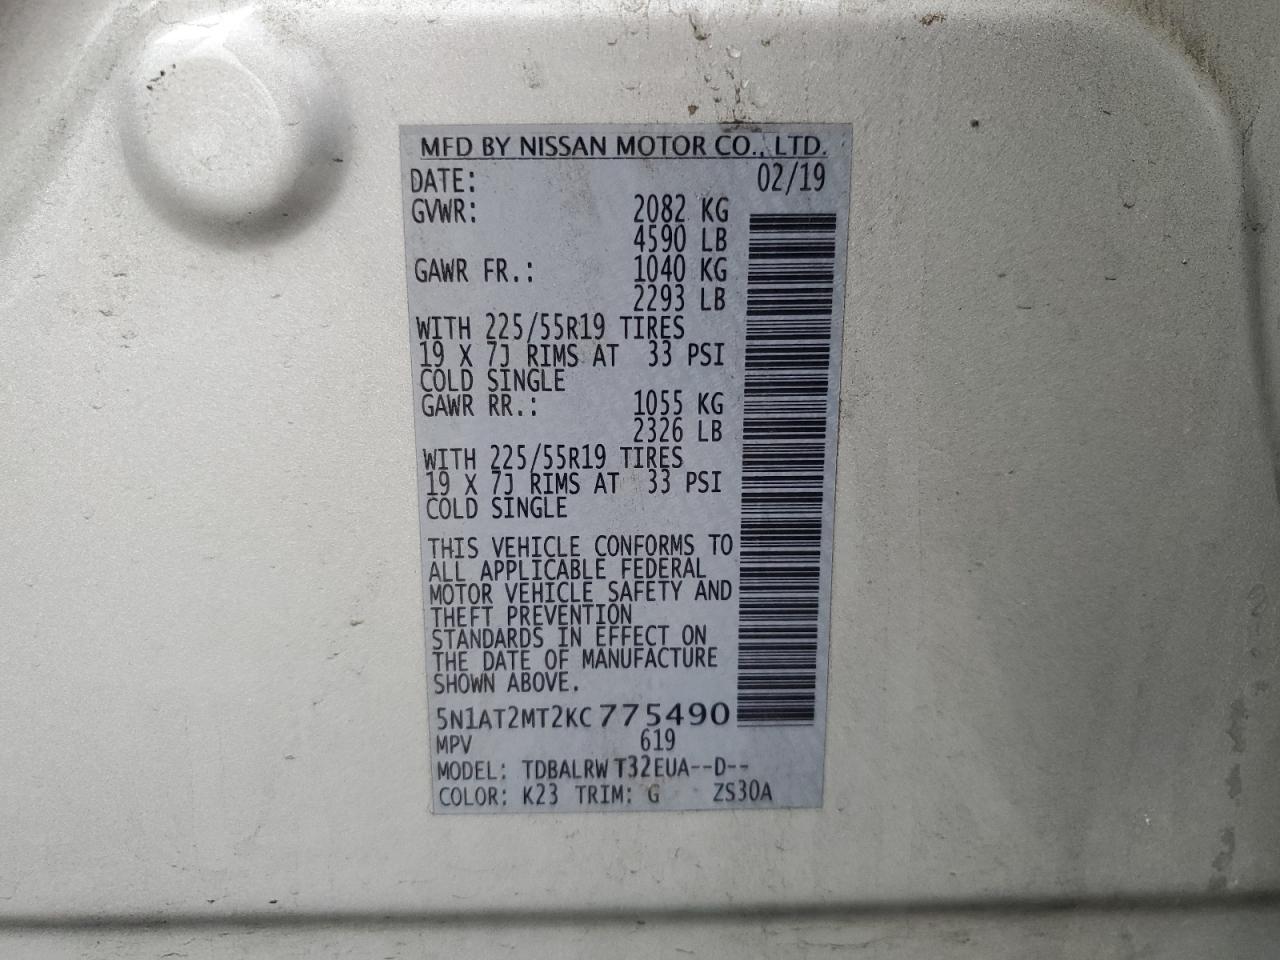 MFD BY NISSAN MOTOR CO., LTD.
DATE: 02/19
GVWR: 2082 KG
4590 LB
GAWR FR.: 1040 KG
2293 LB
WITH 225/55R19 TIRES
19 X 7J RIMS AT 33 PSI
COLD SINGLE
GAWR RR.: 1055 KG
2326 LB
WITH 225/55R19 TIRES
19 X 7J RIMS AT 33 PSI
COLD SINGLE
THIS VEHICLE CONFORMS TO
ALL APPLICABLE FEDERAL
MOTOR VEHICLE SAFETY AND
THEFT PREVENTION
STANDARDS IN EFFECT ON
THE DATE OF MANUFACTURE
SHOWN ABOVE.
5N1AT2MT2KC775490
MPV 619
MODEL: TDBALRWT32EUA--D--
COLOR: K23 TRIM: G ZS30A